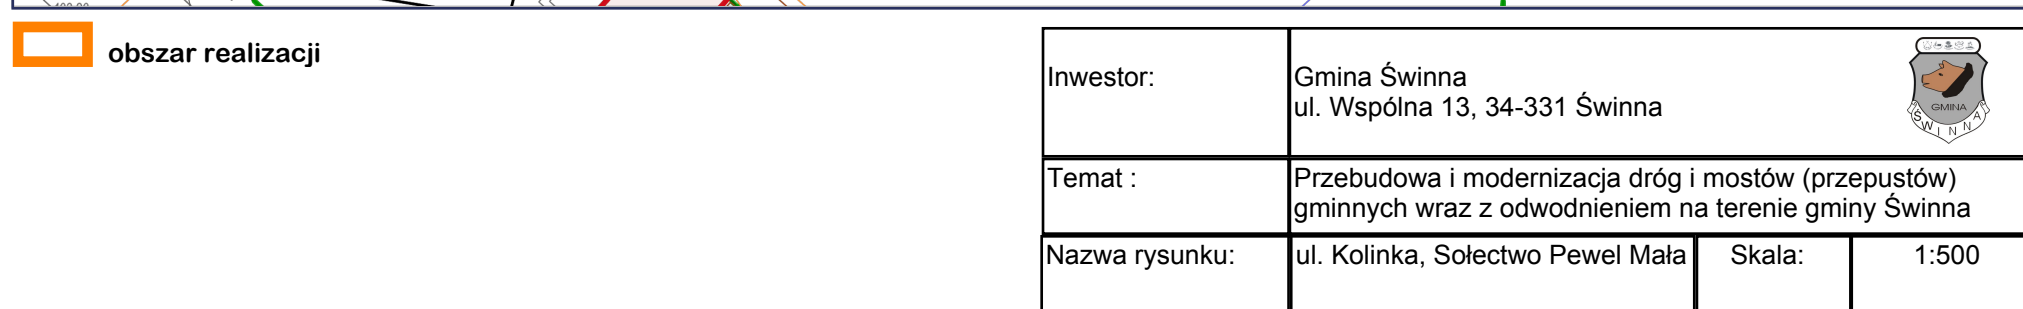 obszar realizacji
Inwestor:
Gmina Świnna
ul. Wspólna 13, 34-331 Świnna
GMINA
ŚWINNA
Temat :
Przebudowa i modernizacja dróg i mostów (przepustów)
gminnych wraz z odwodnieniem na terenie gminy Świnna
Nazwa rysunku:
ul. Kolinka, Sołectwo Pewel Mała
Skala:
1:500